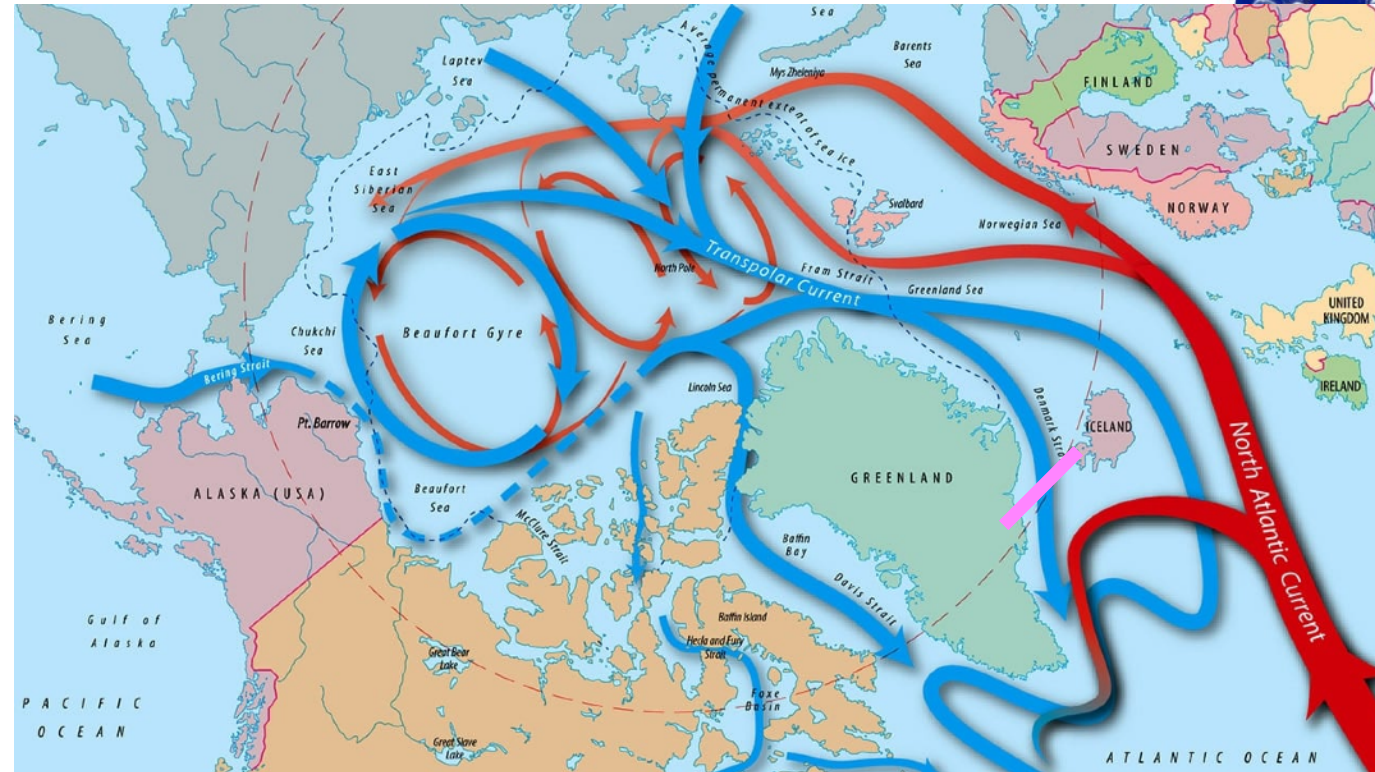 Sea
Laptev
Sea
Average permanent extent of sea ice
Mys Zhelaniya
Barents
Sea
FINLAND
SWEDEN
NORWAY
East
Siberian
Sea
Svalbard
Norwegian Sea
North Pole
Transpolar Current
Fram Strait
Greenland Sea
UNITED
KINGDOM
IRELAND
Bering
Sea
Chukchi
Sea
Beaufort Gyre
Bering Strait
Lincoln Sea
Pt. Barrow
Denmark
ICELAND
ALASKA (USA)
Beaufort
Sea
McClure Strait
GREENLAND
North Atlantic Current
Baffin
Bay
Davis Strait
Gulf of
Alaska
Baffin Island
Hecla and Fury
Strait
Great Bear
Lake
Foxe
Basin
PACIFIC
OCEAN
Great Slave
Lake
ATLANTIC OCEAN